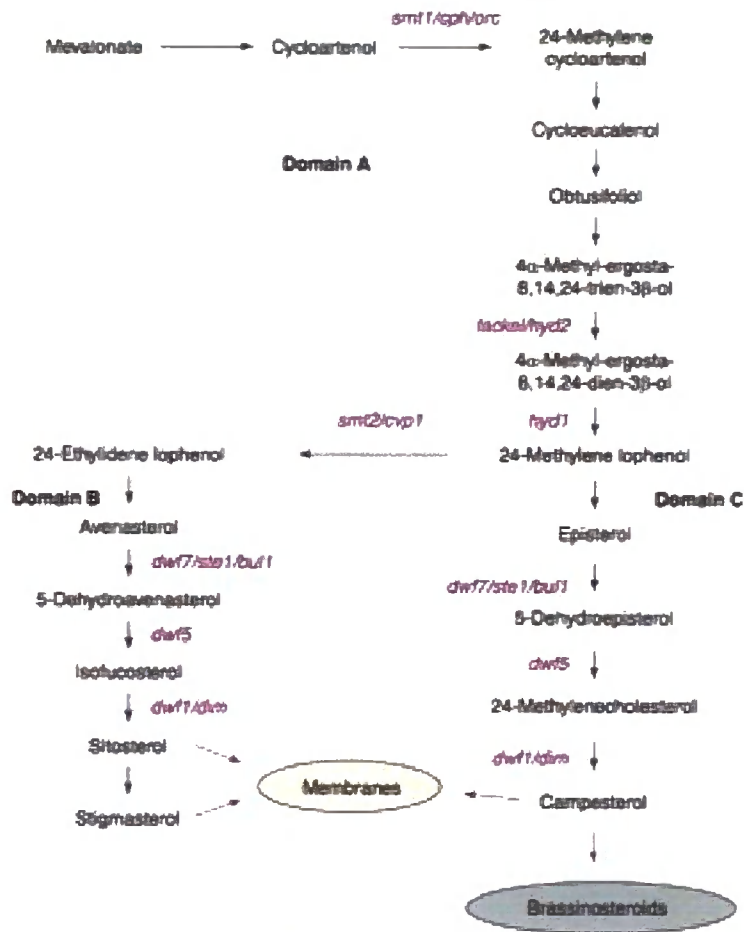 smt1/cph/orc
Mevalonate
Cycloartenol
24-Methylene
cycloartenol
Cycloeucalenol
Domain A
Obtusifoliol
4α-Methyl-ergosta-
8,14,24-trien-3β-ol
fackel/hyd2
4α-Methyl-ergosta-
8,14,24-dien-3β-ol
smt2/cvp1
hyd1
24-Ethylidene lophenol
24-Methylene lophenol
Domain B
Domain C
Avenasterol
Episterol
dwf7/ste1/bul1
dwf7/ste1/bul1
5-Dehydroavenasterol
5-Dehydroepisterol
dwf5
dwf5
Isofucosterol
24-Methylenecholesterol
dwf1/dim
dwf1/dim
Sitosterol
Membranes
Campesterol
Stigmasterol
Brassinosteroids